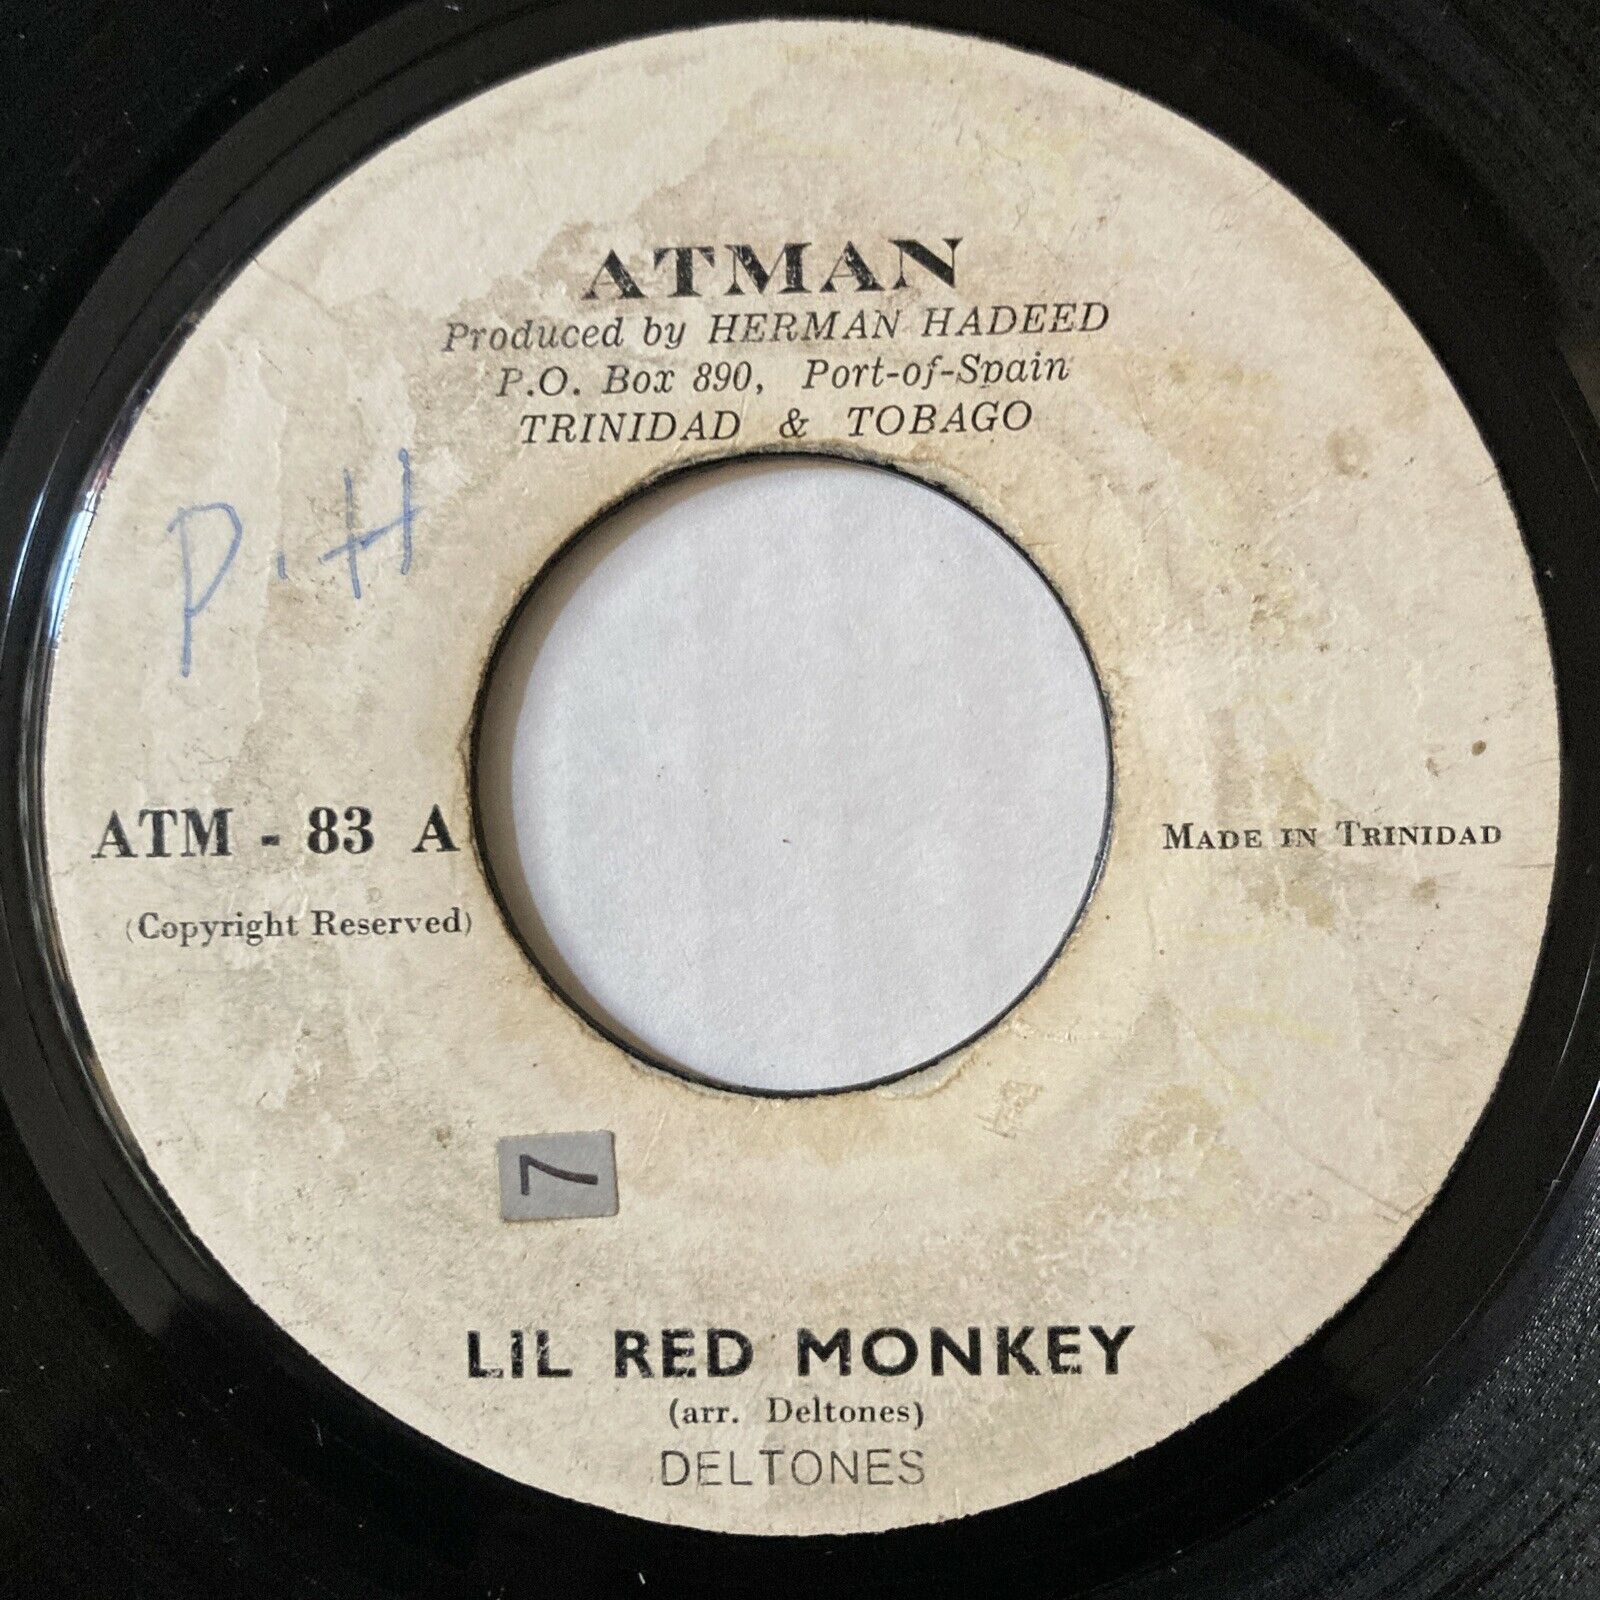 ATMAN
Produced by HERMAN HADEED
P.O. Box 890, Port-of-Spain
TRINIDAD & TOBAGO
P.H
ATM - 83 A
(Copyright Reserved)
MADE IN TRINIDAD
7
LIL RED MONKEY
(arr. Deltones)
DELTONES